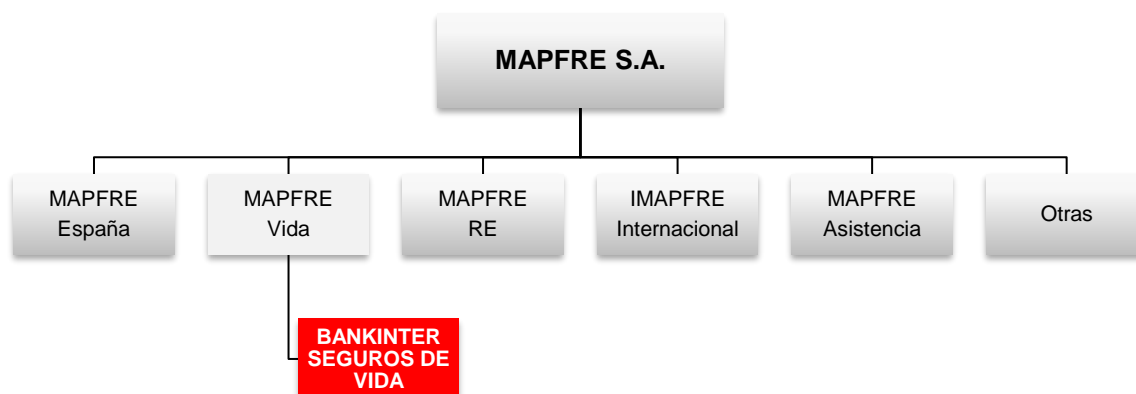 MAPFRE S.A.
MAPFRE
España
MAPFRE
Vida
MAPFRE
RE
IMAPFRE
Internacional
MAPFRE
Asistencia
Otras
BANKINTER
SEGUROS DE
VIDA